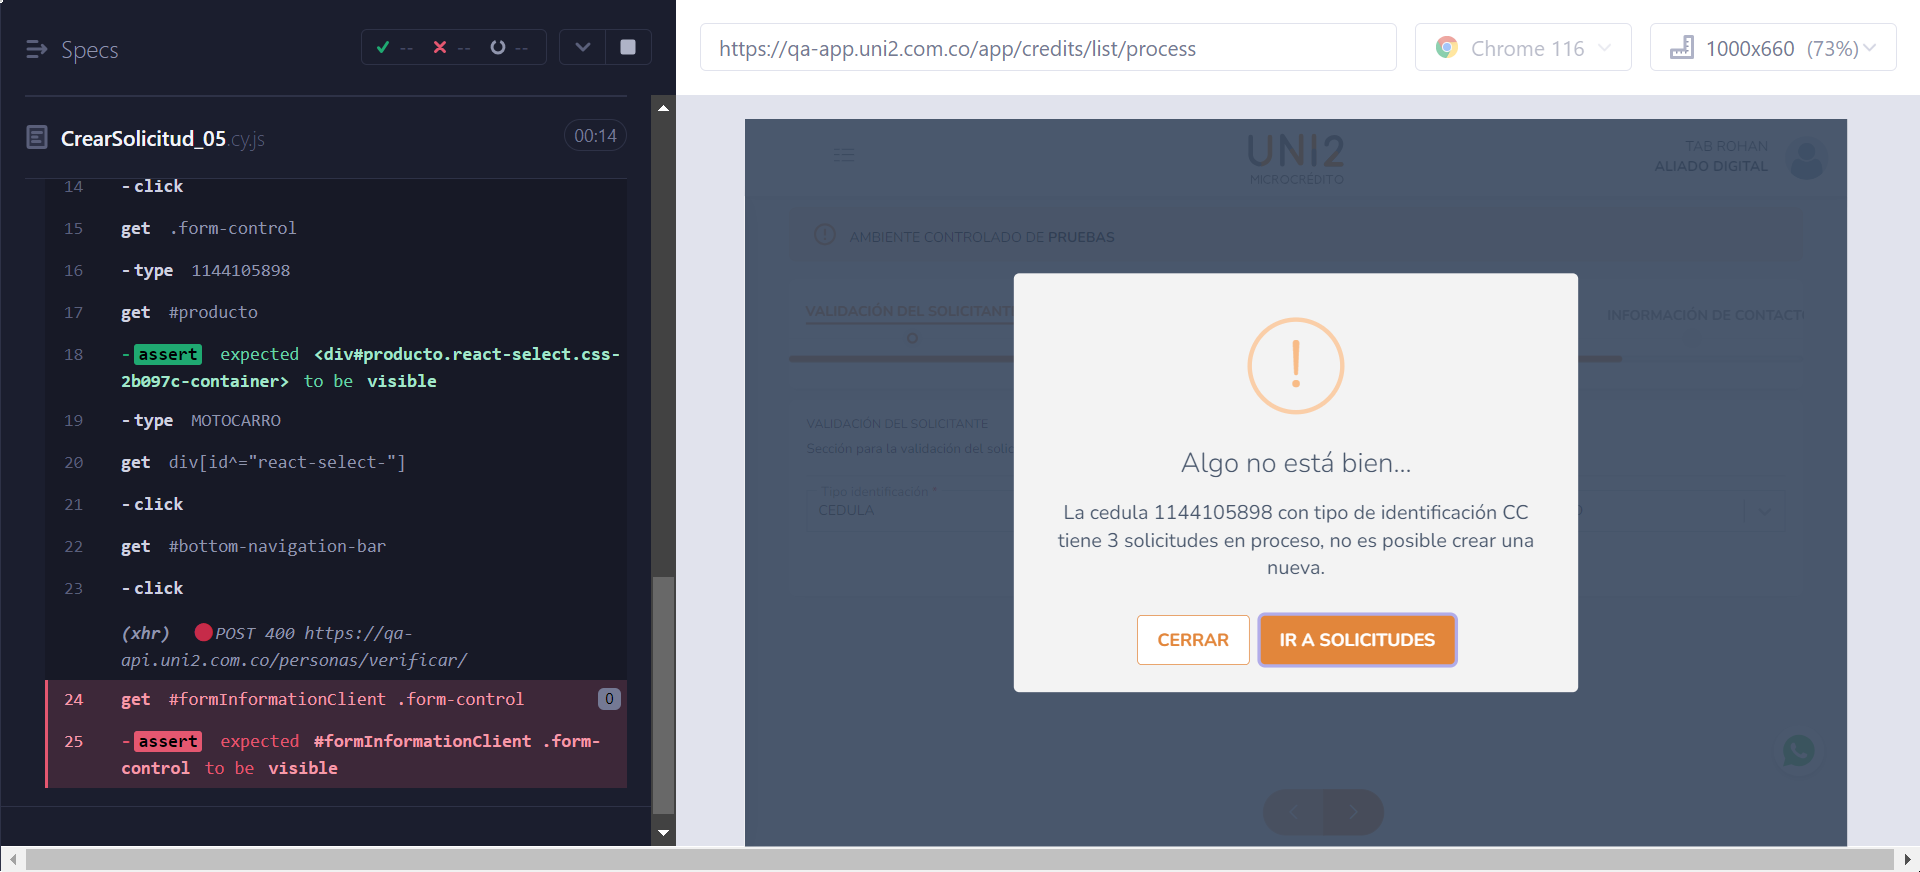 Specs
--
--
--
CrearSolicitud_05.cy.js
00:14
14 -click
15 get .form-control
16 -type 1144105898
17 get #producto
18 -assert expected <div#producto.react-select.css-
2b097c-container> to be visible
19 -type MOTOCARRO
20 get div[id^="react-select-"]
21 -click
22 get #bottom-navigation-bar
23 -click
(xhr) POST 400 https://qa-
api.uni2.com.co/personas/verificar/
24 get #formInformationClient .form-control 0
25 -assert expected #formInformationClient .form-
control to be visible
https://qa-app.uni2.com.co/app/credits/list/process
Chrome 116
1000x660 (73%)
UNI2
MICROCRÉDITO
TAB ROHAN
ALIADO DIGITAL
AMBIENTE CONTROLADO DE PRUEBAS
VALIDACIÓN DEL SOLICITANT
INFORMACIÓN DE CONTACT
VALIDACIÓN DEL SOLICITANTE
Sección para la validación del solic
Tipo identificación *
CEDULA
Algo no está bien...
La cedula 1144105898 con tipo de identificación CC
tiene 3 solicitudes en proceso, no es posible crear una
nueva.
CERRAR
IR A SOLICITUDES